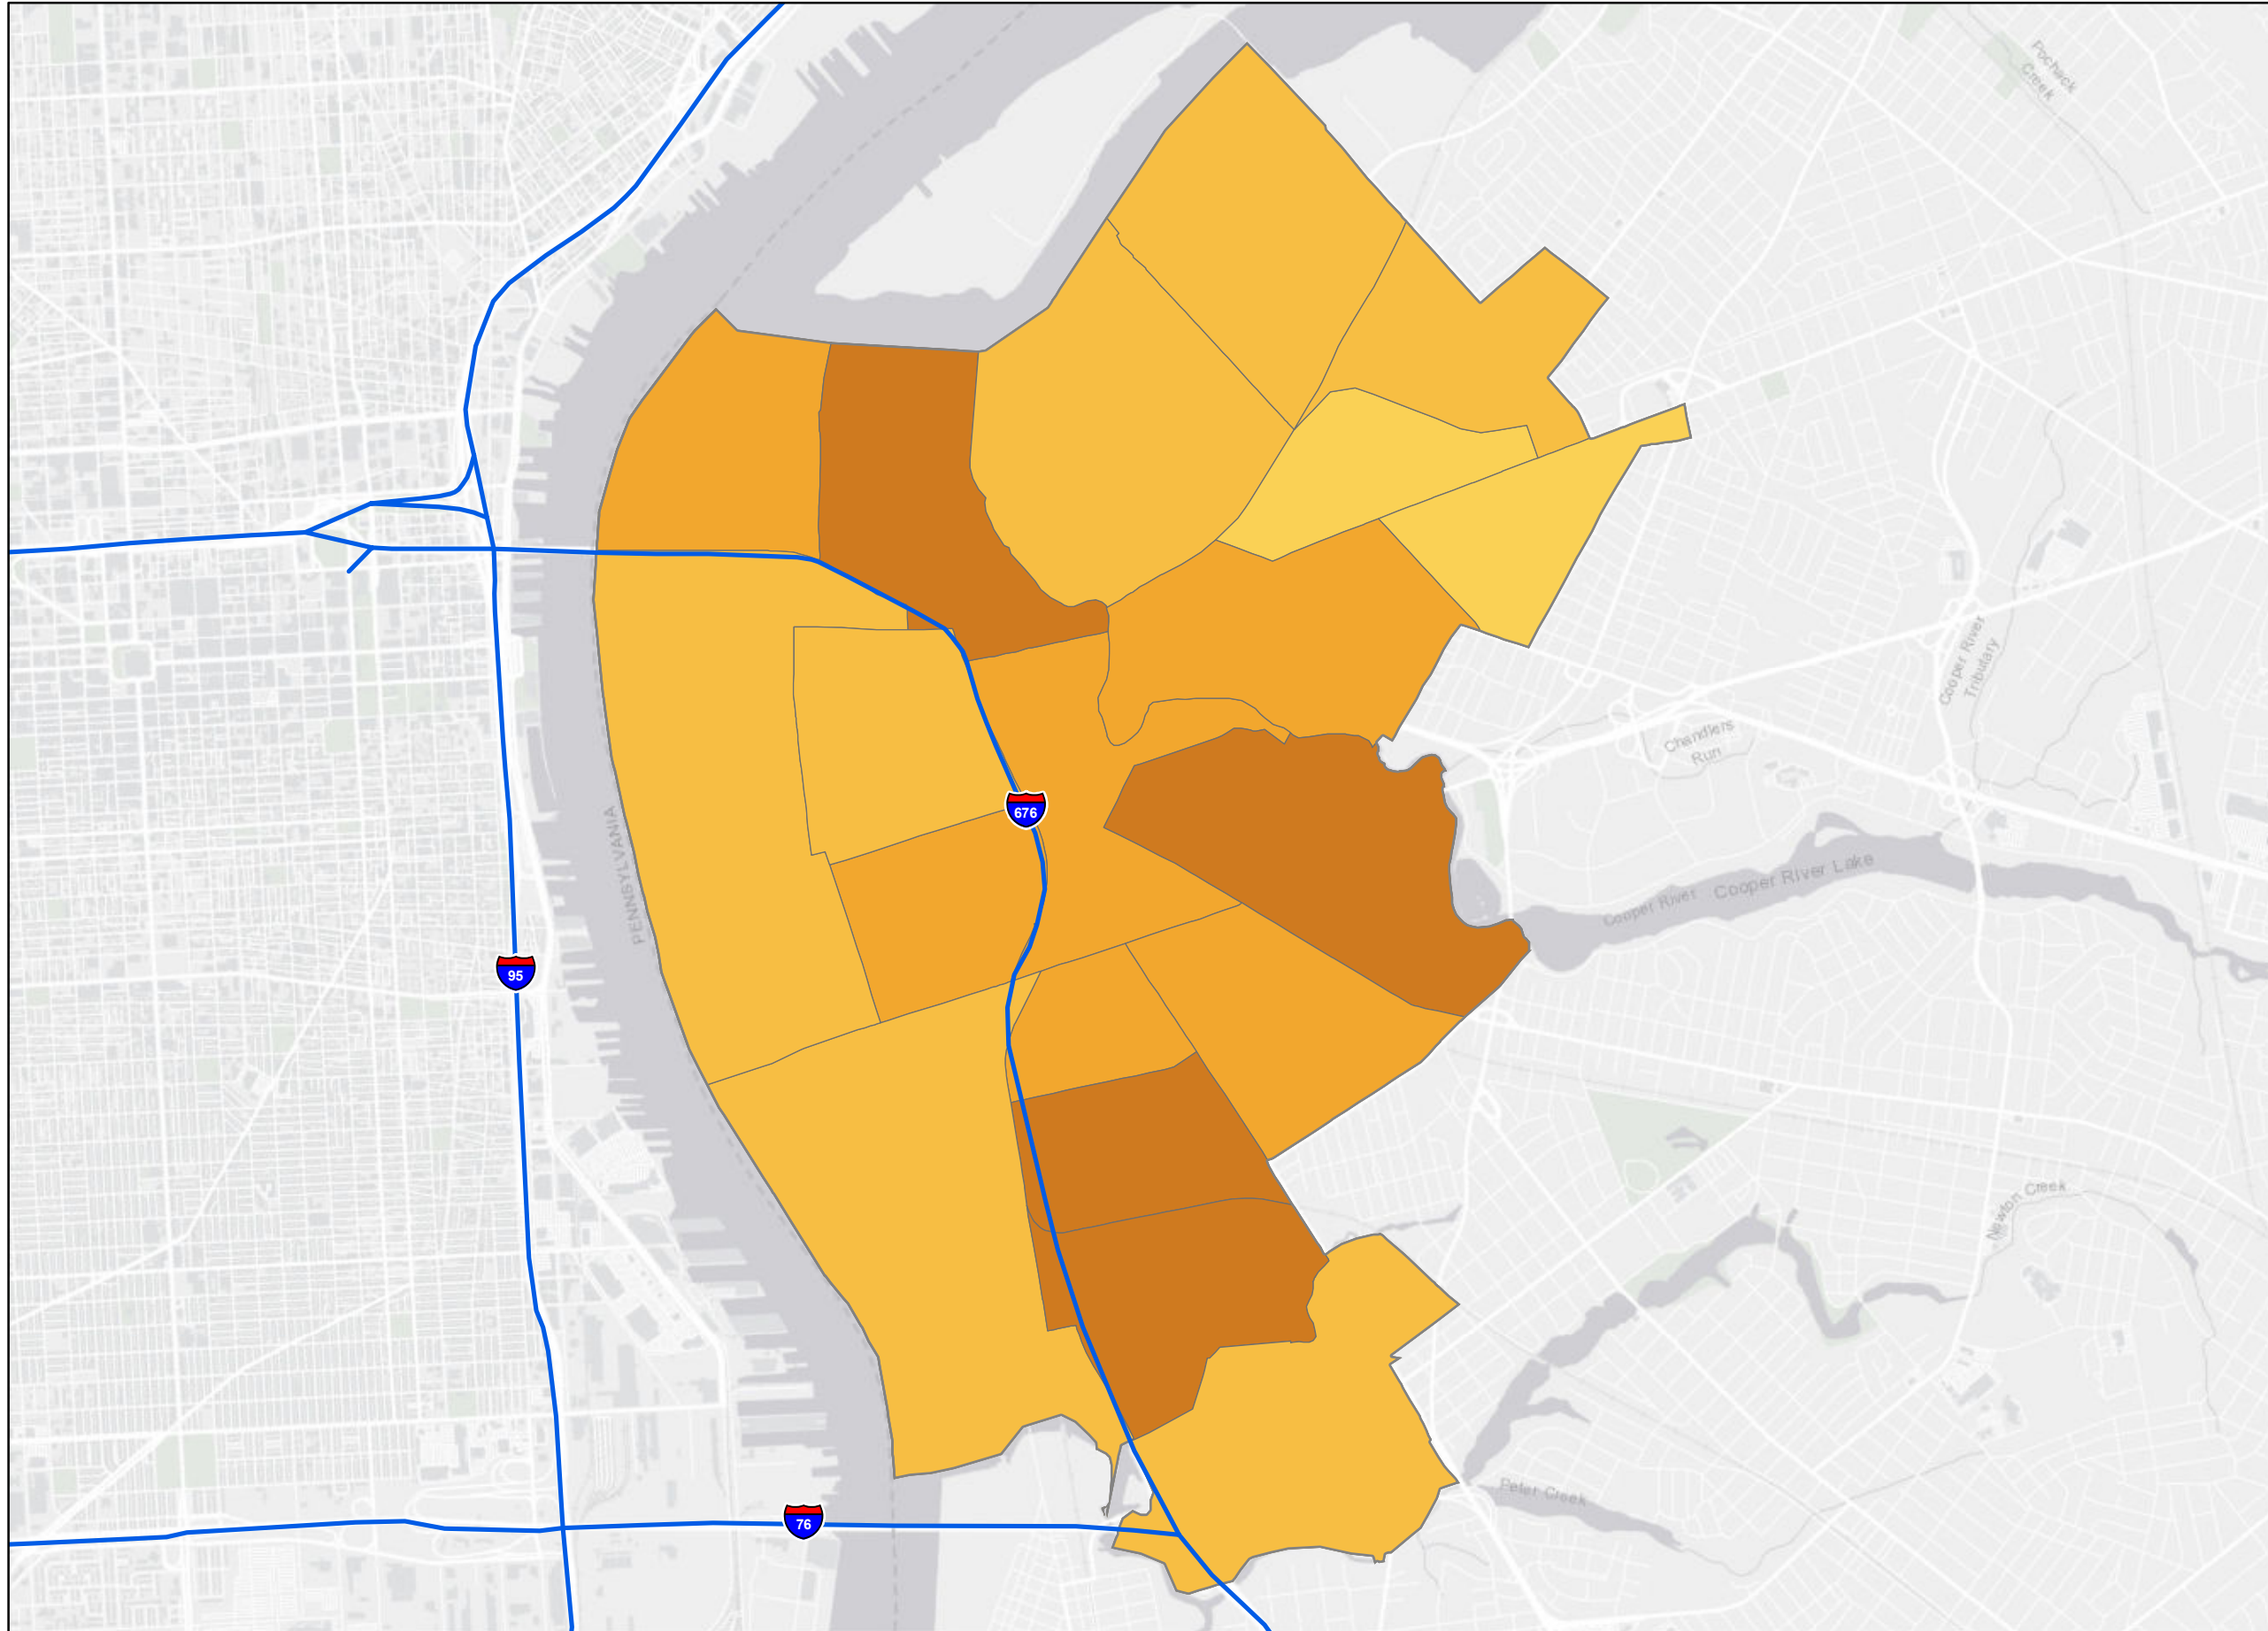 Pochack
Creek
Cooper River
Tributary
Chandlers
Run
676
PENNSYLVANIA
Cooper River
Cooper River Lake
95
Newton Creek
Peter Creek
76